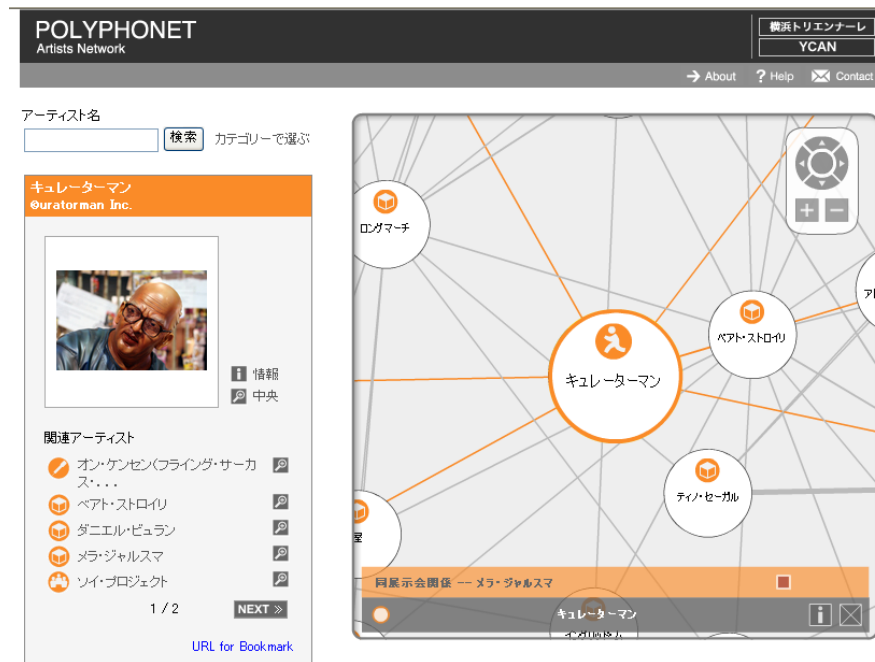 POLYPHONET
Artists Network
横浜トリエンナーレ
YCAN
About
? Help
Contact
アーティスト名
検索 カテゴリーで選ぶ
キュレーターマン
©uratorman Inc.
i 情報
中央
関連アーティスト
オン・ケンセン(フライング・サーカ
ス・...
ベアト・ストロイリ
ダニエル・ビュラン
メラ・ジャルスマ
ソイ・プロジェクト
1 / 2 NEXT »
URL for Bookmark
ロングマーチ
キュレーターマン
ベアト・ストロイリ
ティノ・セーガル
屋
同展示会関係 -- メラ・ジャルスマ
キュレーターマン
i